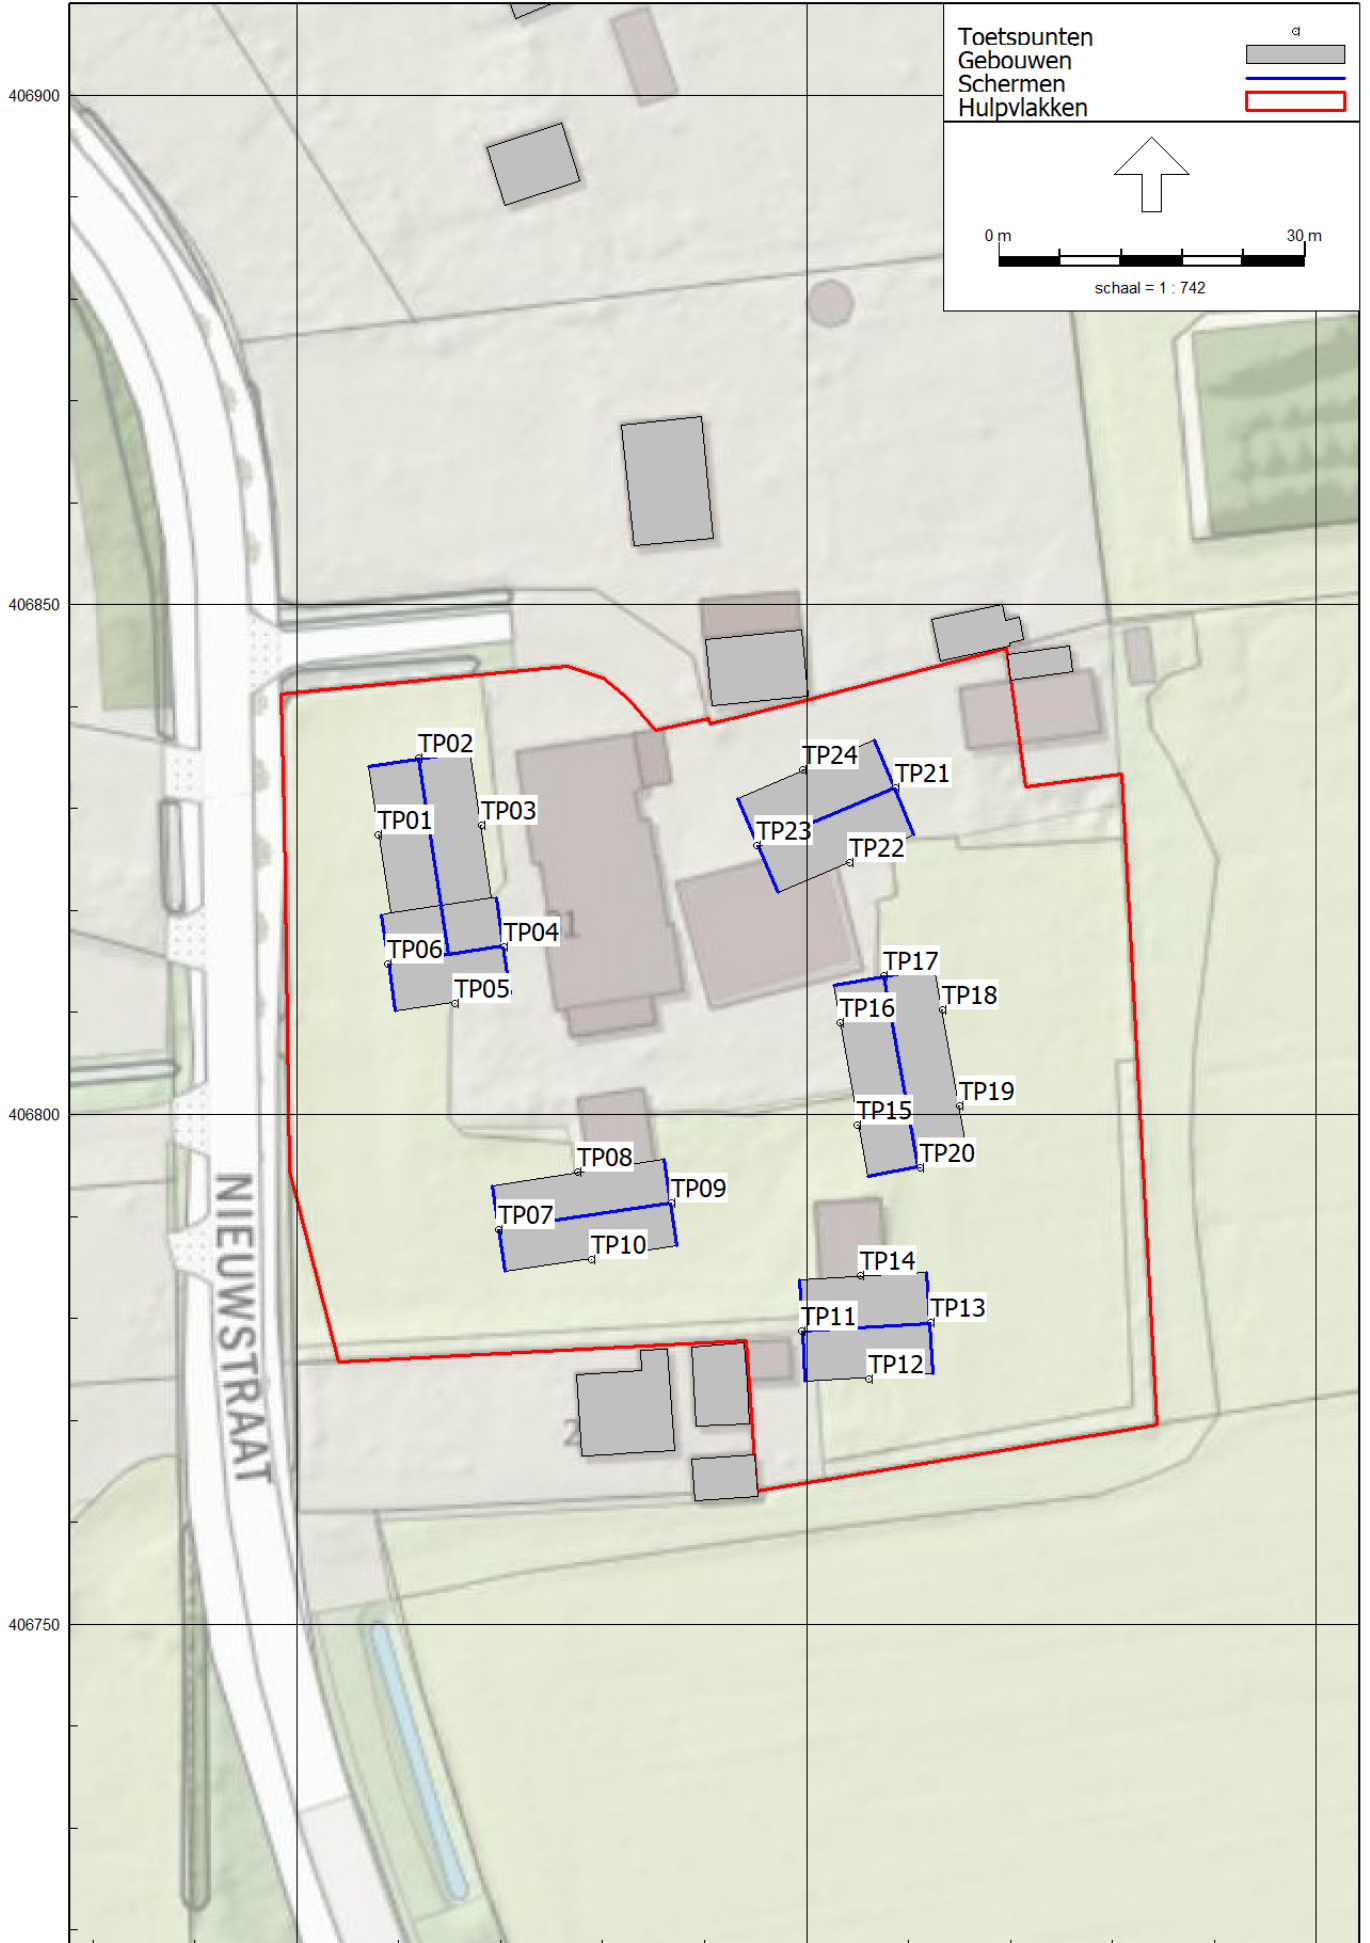 Toetspunten
Gebouwen
Schermen
Hulpvlakken
0 m 30 m
schaal = 1 : 742
406900
406850
406800
406750
TP02
TP01
TP03
TP04
TP06
TP05
TP24
TP21
TP23
TP22
1
TP17
TP16
TP18
TP15
TP19
TP20
TP08
TP09
TP07
TP10
TP14
TP11
TP13
TP12
2
NIEUWSTRAAT